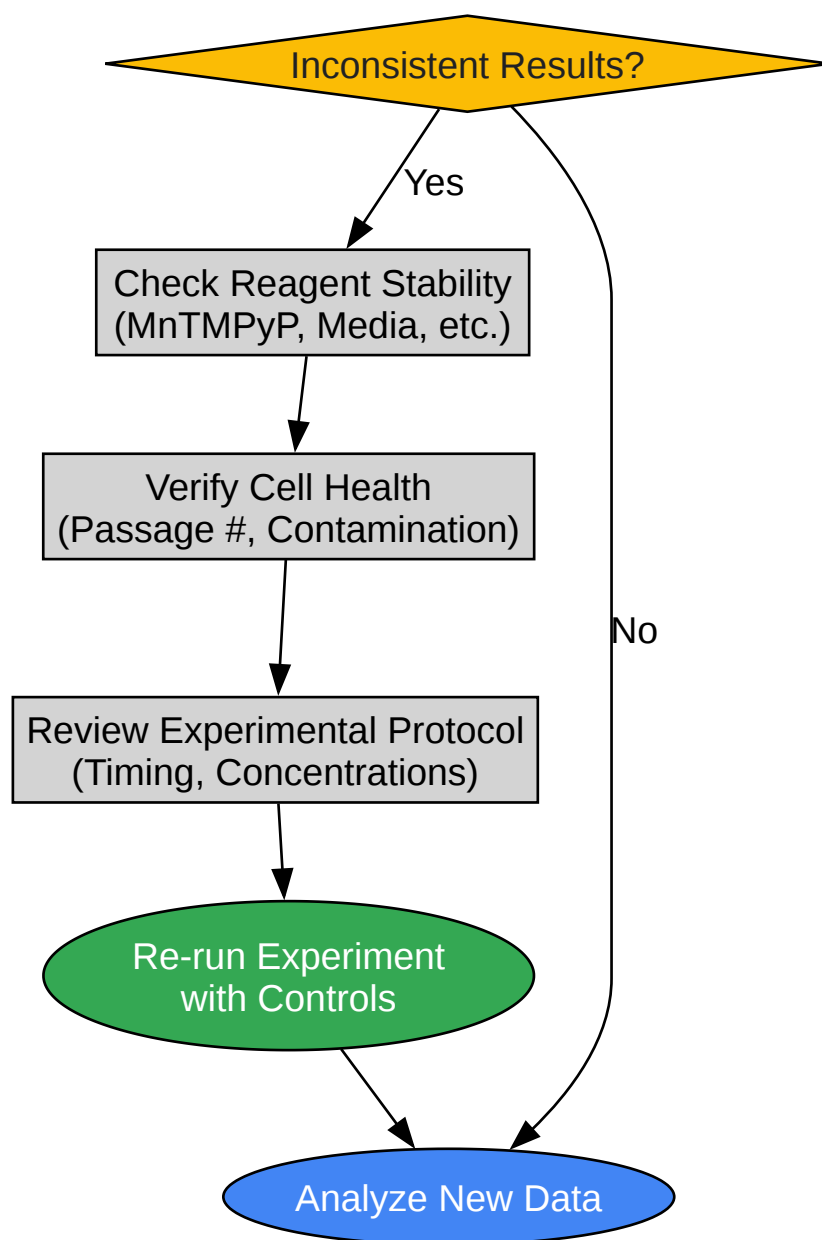 Inconsistent Results?
Yes
Check Reagent Stability
(MnTMPyP, Media, etc.)
Verify Cell Health
(Passage #, Contamination)
No
Review Experimental Protocol
(Timing, Concentrations)
Re-run Experiment
with Controls
Analyze New Data